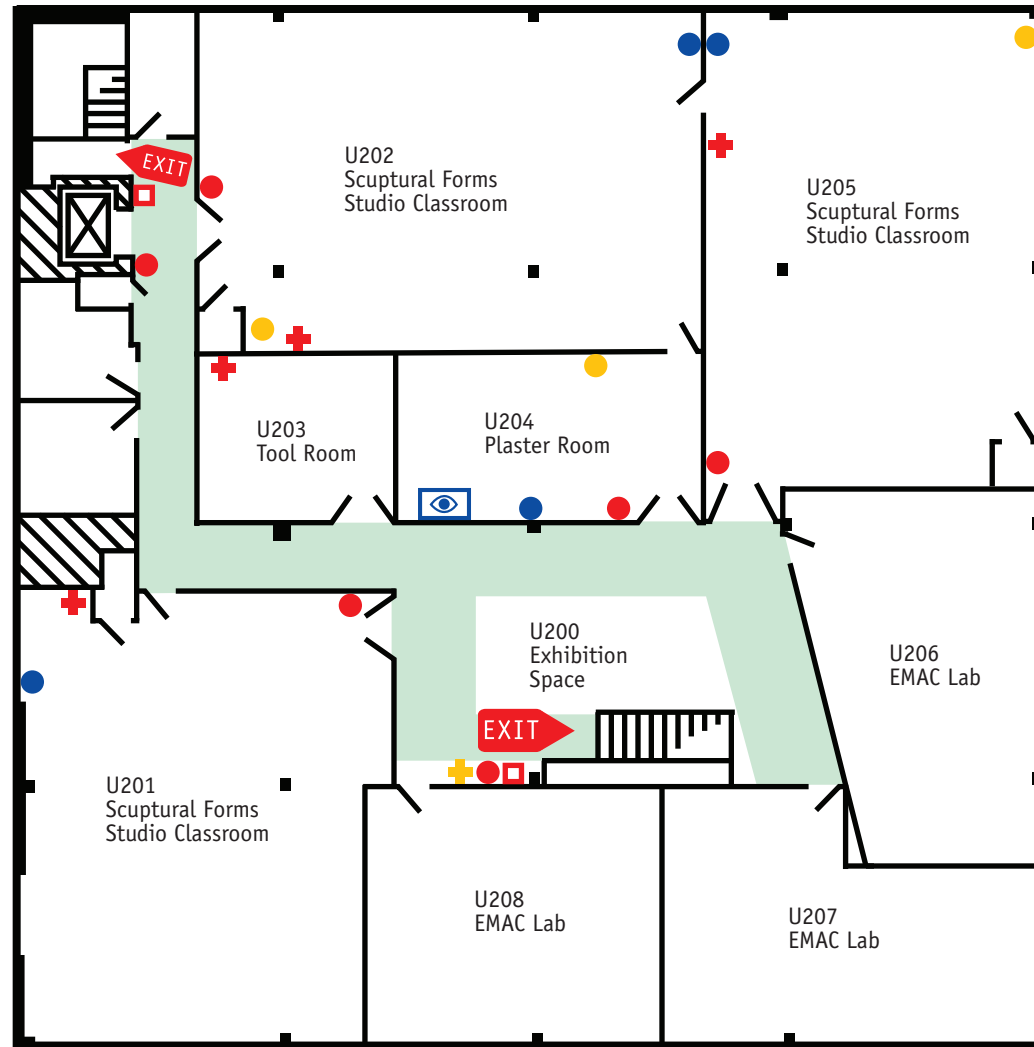 EXIT
U202
Scuptural Forms
Studio Classroom
U205
Scuptural Forms
Studio Classroom
U203
Tool Room
U204
Plaster Room
U200
Exhibition
Space
U206
EMAC Lab
EXIT
U201
Scuptural Forms
Studio Classroom
U208
EMAC Lab
U207
EMAC Lab